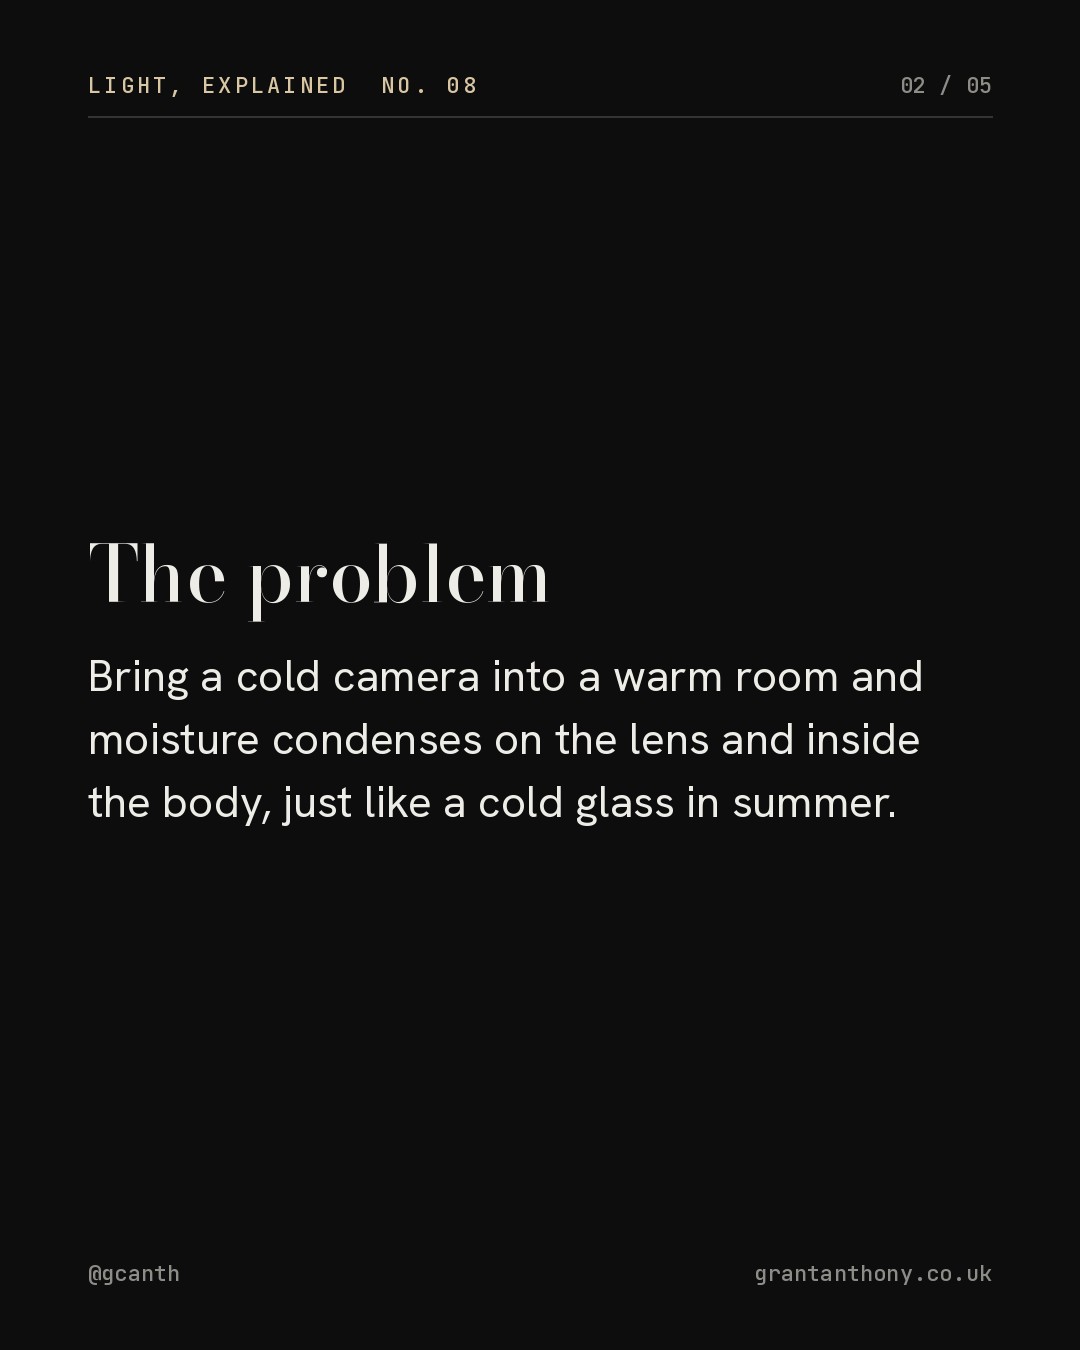 LIGHT, EXPLAINED NO. 08
02 / 05
The problem
Bring a cold camera into a warm room and
moisture condenses on the lens and inside
the body, just like a cold glass in summer.
@gcanth
grantanthony.co.uk